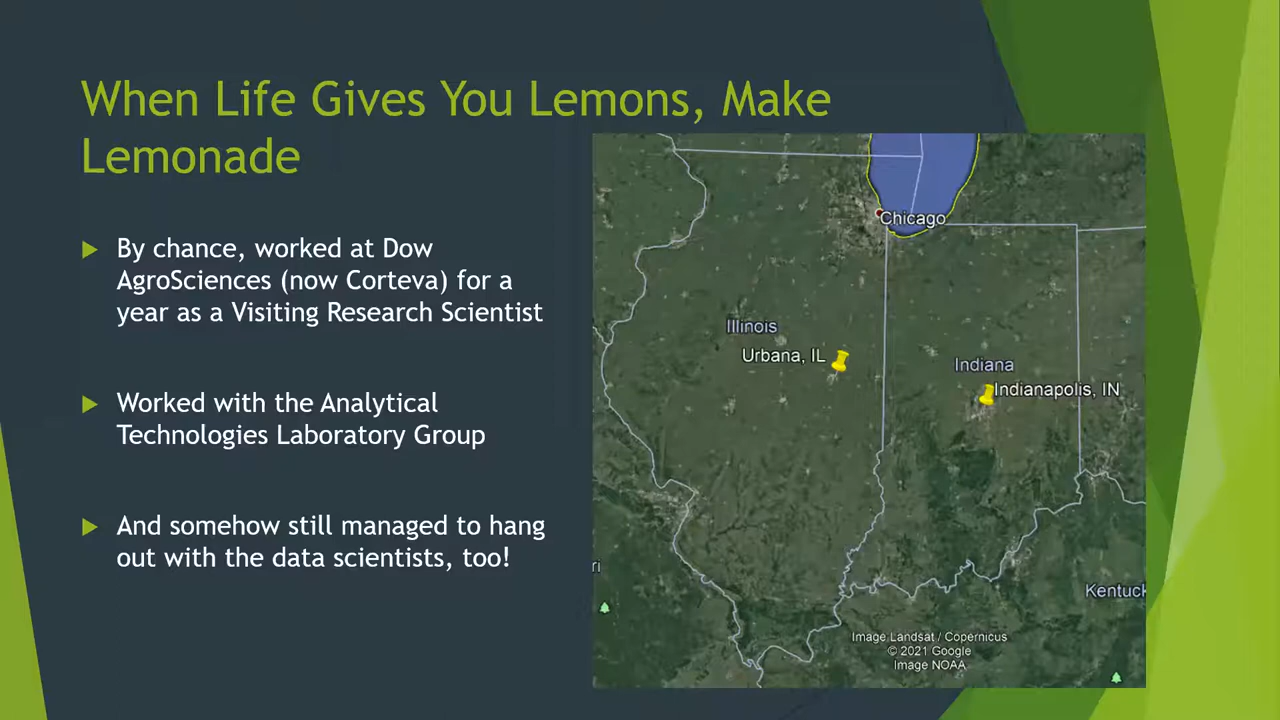 When Life Gives You Lemons, Make
Lemonade
By chance, worked at Dow
AgroSciences (now Corteva) for a
year as a Visiting Research Scientist
Worked with the Analytical
Technologies Laboratory Group
And somehow still managed to hang
out with the data scientists, too!
Chicago
Illinois
Urbana, IL
Indiana
Indianapolis, IN
ri
Kentuck
Image Landsat / Copernicus
© 2021 Google
Image NOAA